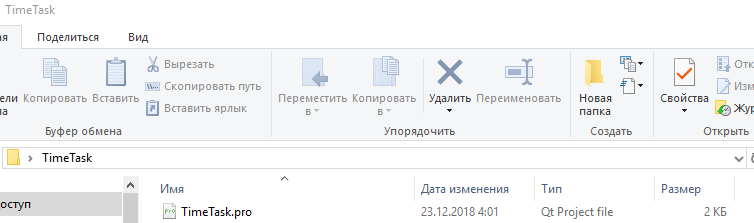 TimeTask
ая Поделиться Вид
Вырезать
Скопировать путь
Вставить ярлык
Копировать Вставить
Буфер обмена
Переместить в
Копировать в
Удалить Переименовать
Упорядочить
Новая папка
Создать
Свойства
Отк
Изм
Жур
Открыть
TimeTask
Имя Дата изменения Тип Размер
оступ
TimeTask.pro 23.12.2018 4:01 Qt Project file 2 КБ